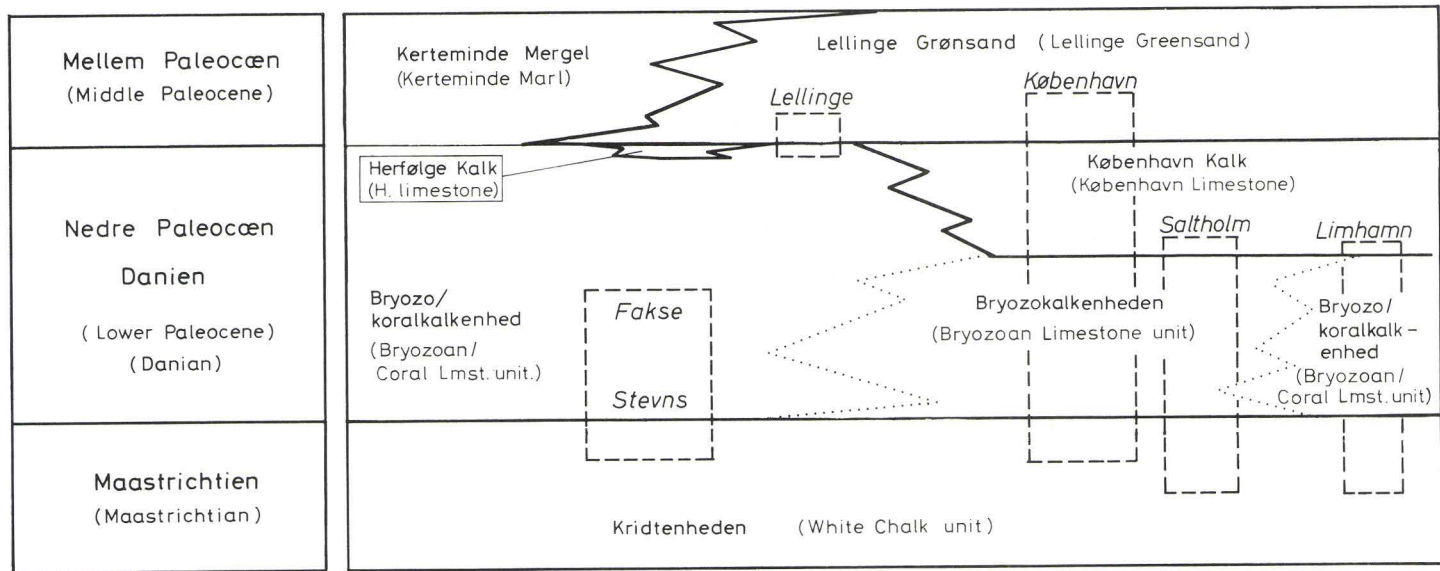 Mellem Paleocæn
(Middle Paleocene)
Nedre Paleocæn
Danien
(Lower Paleocene)
(Danian)
Maastrichtien
(Maastrichtian)
Kerteminde Mergel
(Kerteminde Marl)
Lellinge Grønsand (Lellinge Greensand)
Lellinge
København
Herfølge Kalk
(H. limestone)
København Kalk
(København Limestone)
Saltholm
Limhamn
Bryozo/
koralkalkenhed
(Bryozoan/
Coral Lmst. unit.)
Fakse
Stevns
Bryozokalkenheden
(Bryozoan Limestone unit)
Bryozo/
koralkalk-
enhed
(Bryozoan/
Coral Lmst. unit)
Kridtenheden (White Chalk unit)